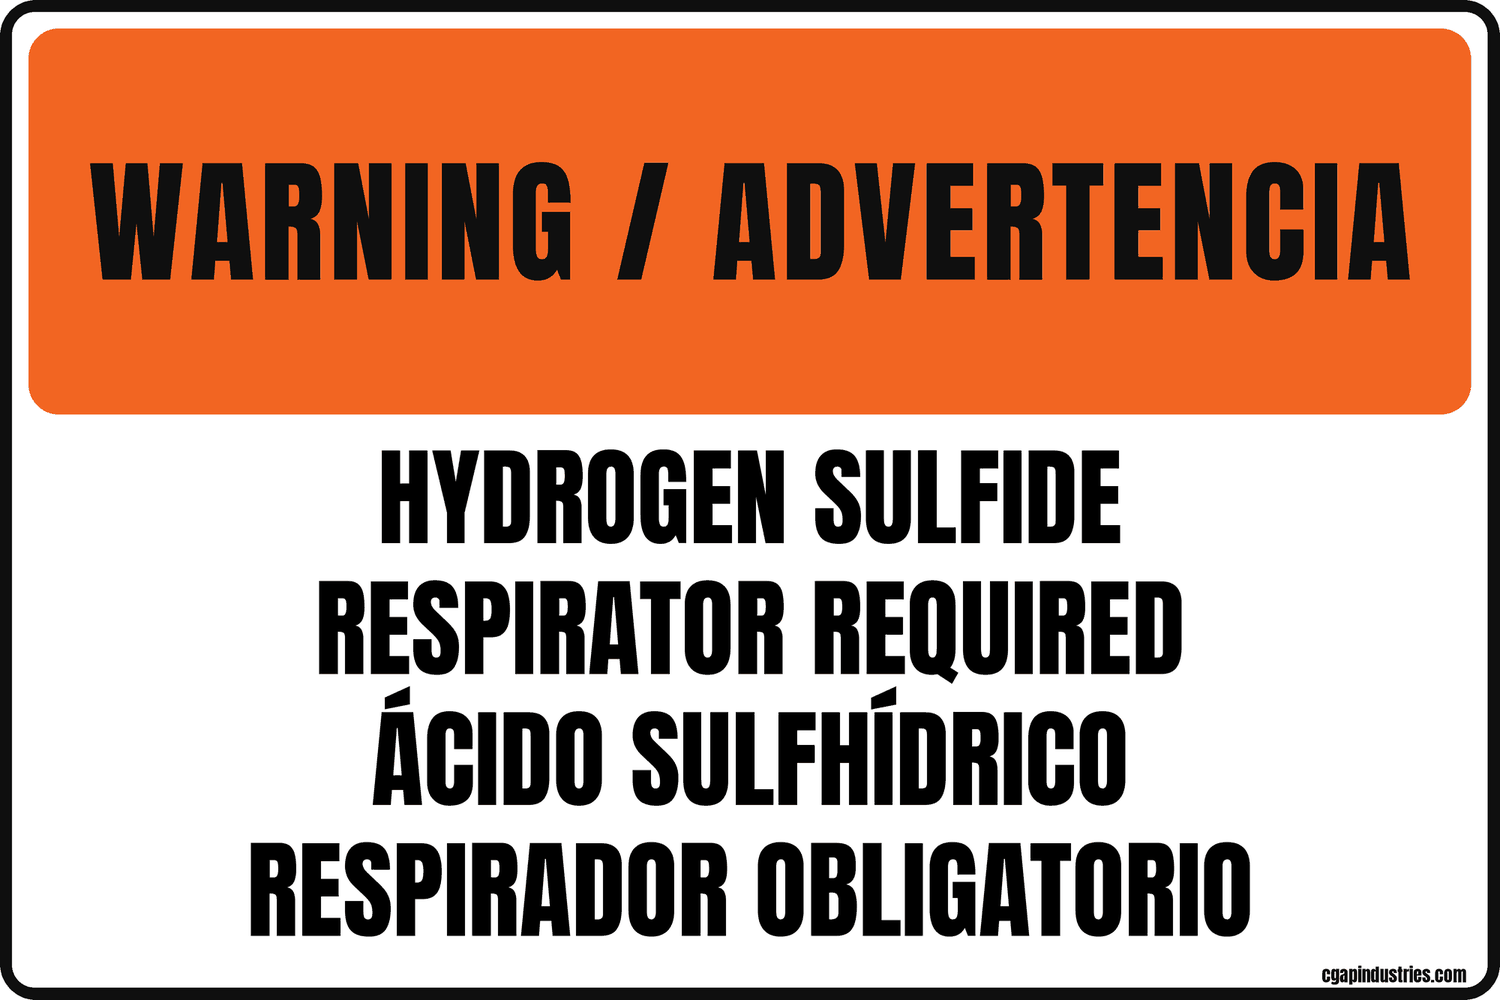 WARNING / ADVERTENCIA
HYDROGEN SULFIDE
RESPIRATOR REQUIRED
ÁCIDO SULFHÍDRICO
RESPIRADOR OBLIGATORIO
cgapindustries.com